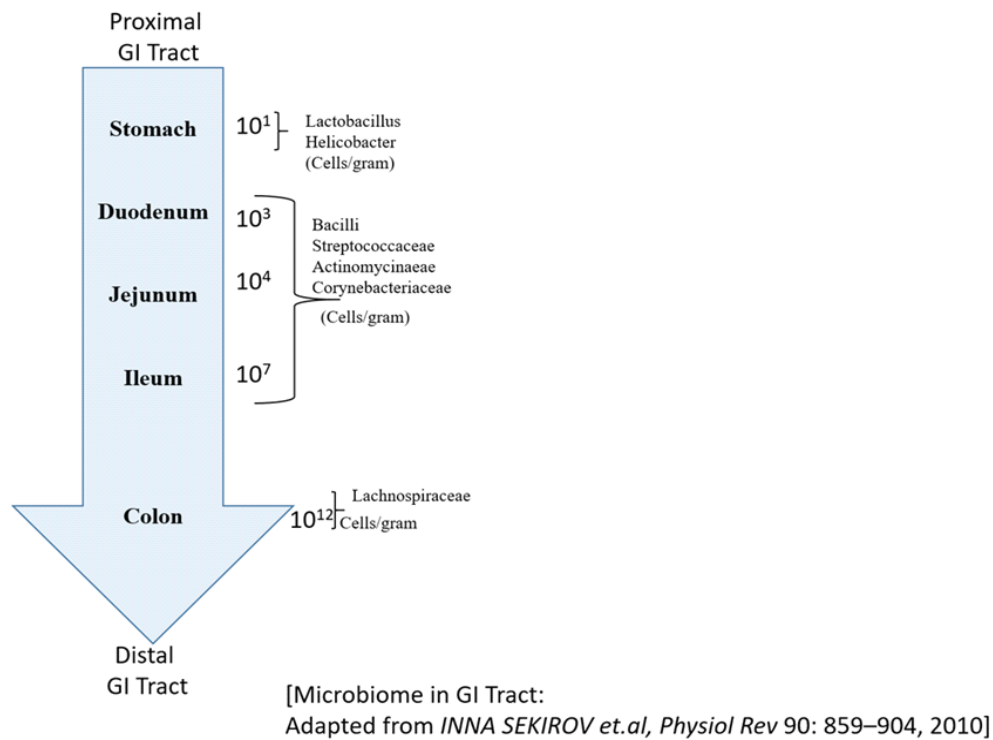 Proximal
GI Tract
Stomach
10¹
Lactobacillus
Helicobacter
(Cells/gram)
Duodenum
10³
Bacilli
Streptococcaceae
Actinomycinaeae
Corynebacteriaceae
(Cells/gram)
Jejunum
10⁴
Ileum
10⁷
Colon
10¹²
Lachnospiraceae
Cells/gram
Distal
GI Tract
[Microbiome in GI Tract:
Adapted from INNA SEKIROV et.al, Physiol Rev 90: 859–904, 2010]